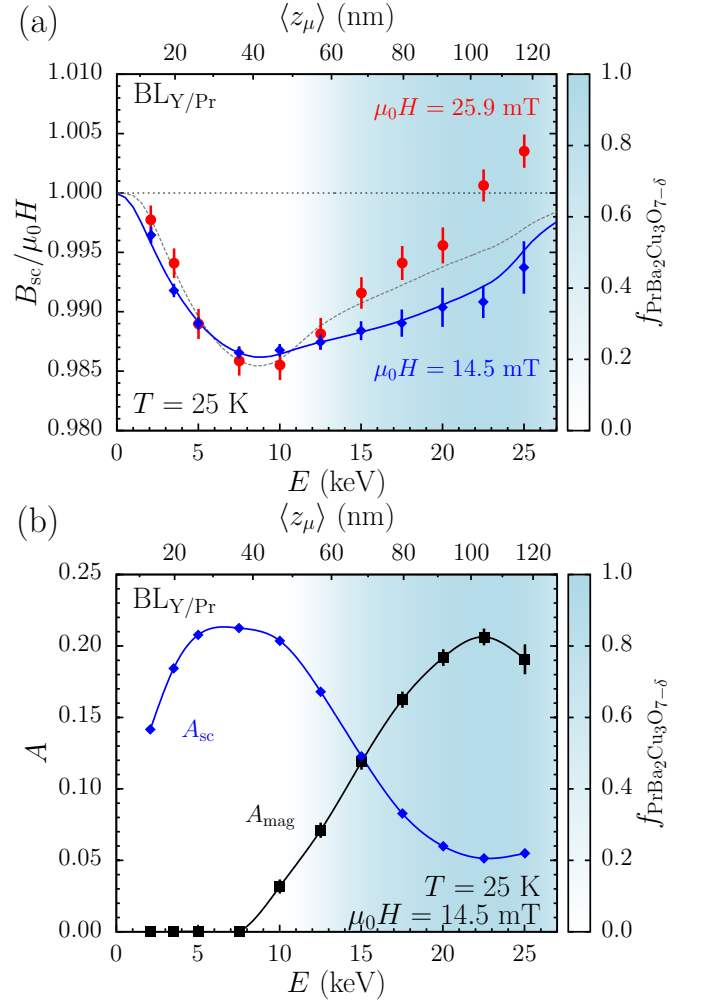 (a)
⟨z_μ⟩ (nm)
20 40 60 80 100 120
BL_Y/Pr
μ₀H = 25.9 mT
μ₀H = 14.5 mT
T = 25 K
B_sc/μ₀H
1.010
1.005
1.000
0.995
0.990
0.985
0.980
0 5 10 15 20 25
E (keV)
1.0
0.8
0.6
0.4
0.2
0.0
f_PrBa₂Cu₃O₇₋δ
(b)
⟨z_μ⟩ (nm)
20 40 60 80 100 120
BL_Y/Pr
A_sc
A_mag
T = 25 K
μ₀H = 14.5 mT
A
0.25
0.20
0.15
0.10
0.05
0.00
0 5 10 15 20 25
E (keV)
1.0
0.8
0.6
0.4
0.2
0.0
f_PrBa₂Cu₃O₇₋δ